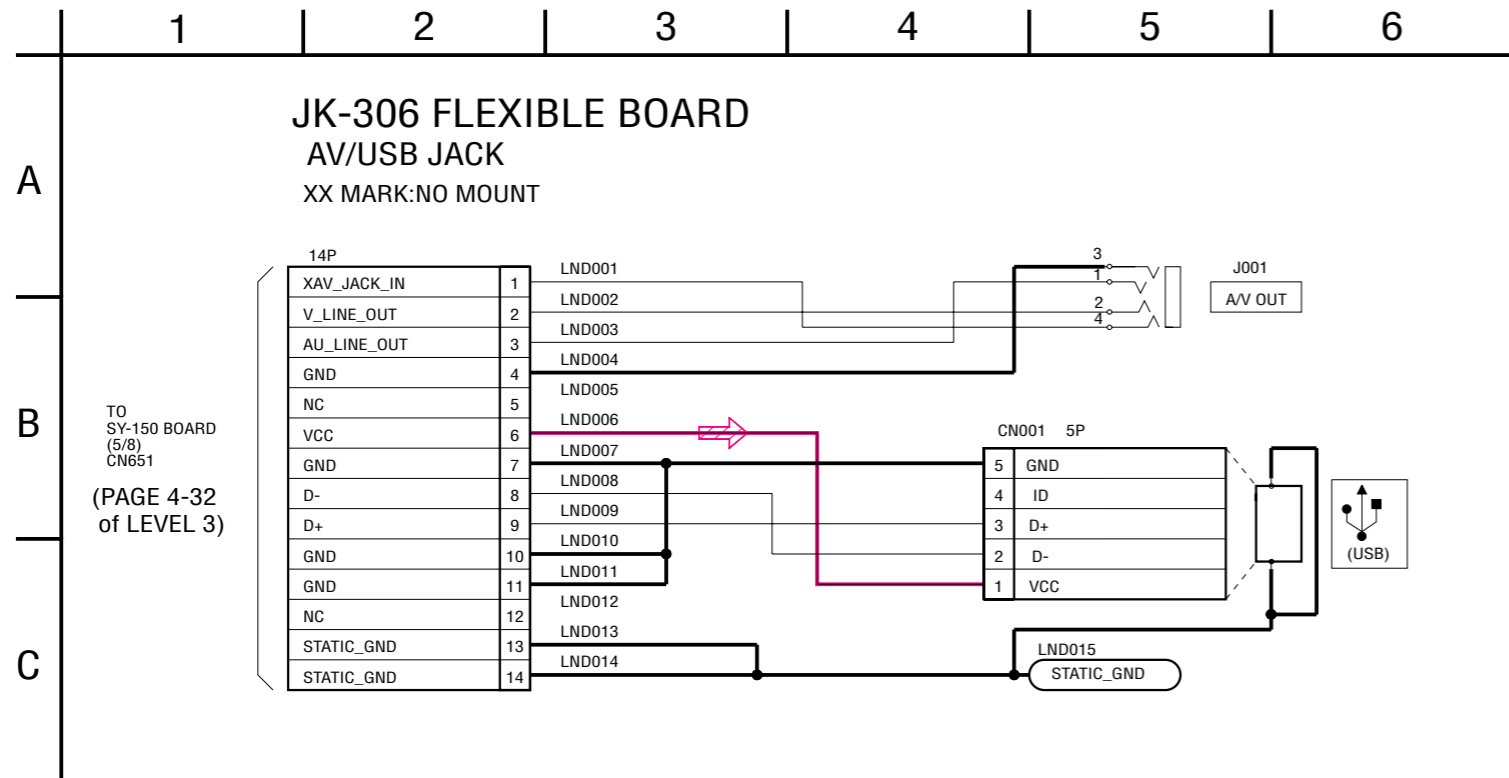 1 2 3 4 5 6
JK-306 FLEXIBLE BOARD
AV/USB JACK
XX MARK:NO MOUNT
A
B
C
TO
SY-150 BOARD
(5/8)
CN651
(PAGE 4-32
of LEVEL 3)
14P
XAV_JACK_IN 1 LND001
V_LINE_OUT 2 LND002
AU_LINE_OUT 3 LND003
GND 4 LND004
NC 5 LND005
VCC 6 LND006
GND 7 LND007
D- 8 LND008
D+ 9 LND009
GND 10 LND010
GND 11 LND011
NC 12 LND012
STATIC_GND 13 LND013
STATIC_GND 14 LND014
3
1
2
4
J001
A/V OUT
CN001 5P
5 GND
4 ID
3 D+
2 D-
1 VCC
(USB)
LND015
STATIC_GND